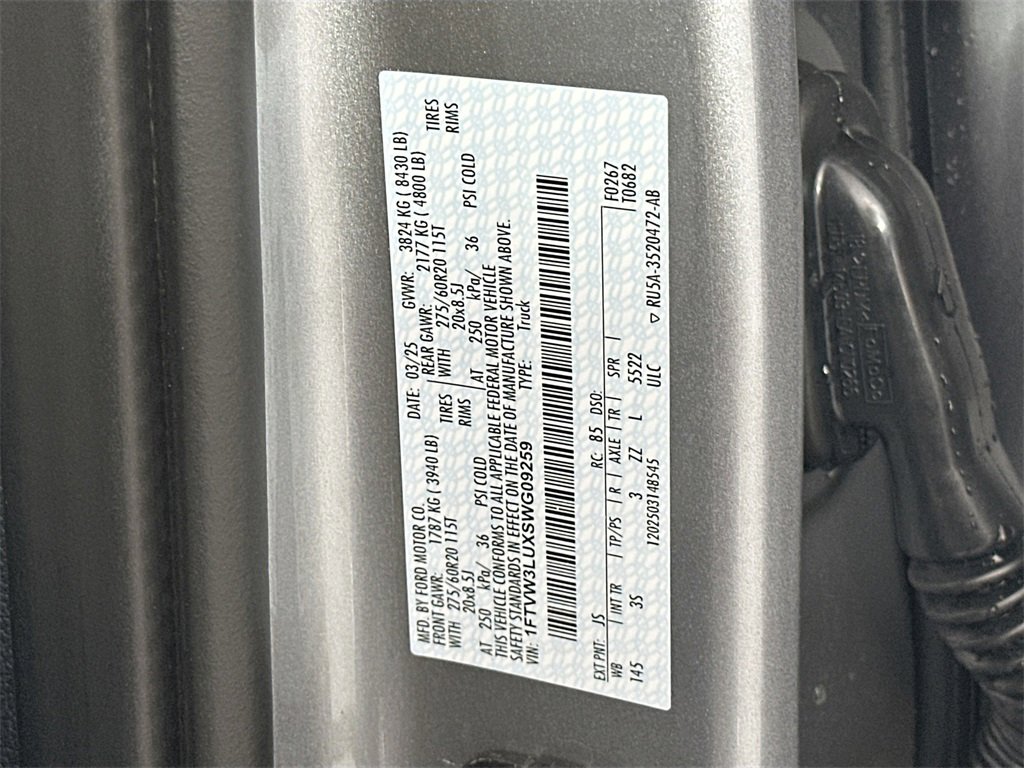 MFD. BY FORD MOTOR CO.
DATE: 03/25 GVWR: 3824 KG ( 8430 LB)
FRONT GAWR: 1787 KG ( 3940 LB)
REAR GAWR: 2177 KG ( 4800 LB)
WITH 275/60R20 115T TIRES
WITH 275/60R20 115T TIRES
20x8.5J RIMS
20x8.5J RIMS
AT 250 kPa/ 36 PSI COLD
AT 250 kPa/ 36 PSI COLD
THIS VEHICLE CONFORMS TO ALL APPLICABLE FEDERAL MOTOR VEHICLE
SAFETY STANDARDS IN EFFECT ON THE DATE OF MANUFACTURE SHOWN ABOVE.
VIN: 1FTVW3LUXSWG09259 TYPE: Truck
EXT PNT: JS RC: 85 DSO: F0267
WB INT TR TP/PS R AXLE TR SPR T0682
145 3S 3 ZZ L 5522
12025031485​45 ULC
RU5A-3520472-AB